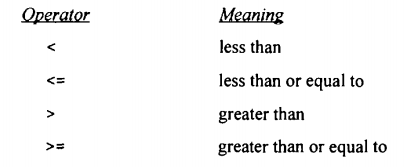 Operator Meaning
< less than
<= less than or equal to
> greater than
>= greater than or equal to